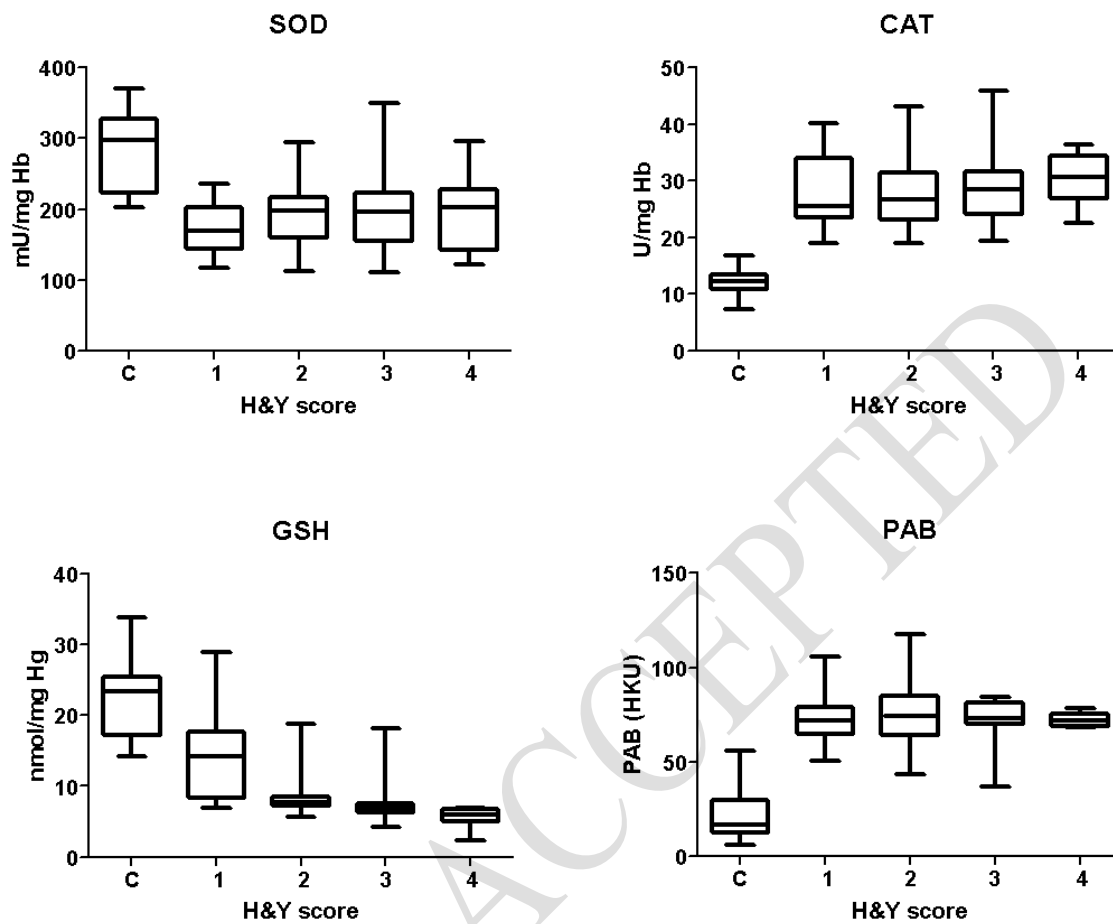 SOD
400
300
200
100
0
mU/mg Hb
C 1 2 3 4
H&Y score
CAT
50
40
30
20
10
0
U/mg Hb
C 1 2 3 4
H&Y score
GSH
40
30
20
10
0
nmol/mg Hg
C 1 2 3 4
H&Y score
PAB
150
100
50
0
PAB (HKU)
C 1 2 3 4
H&Y score
ACCEPTED